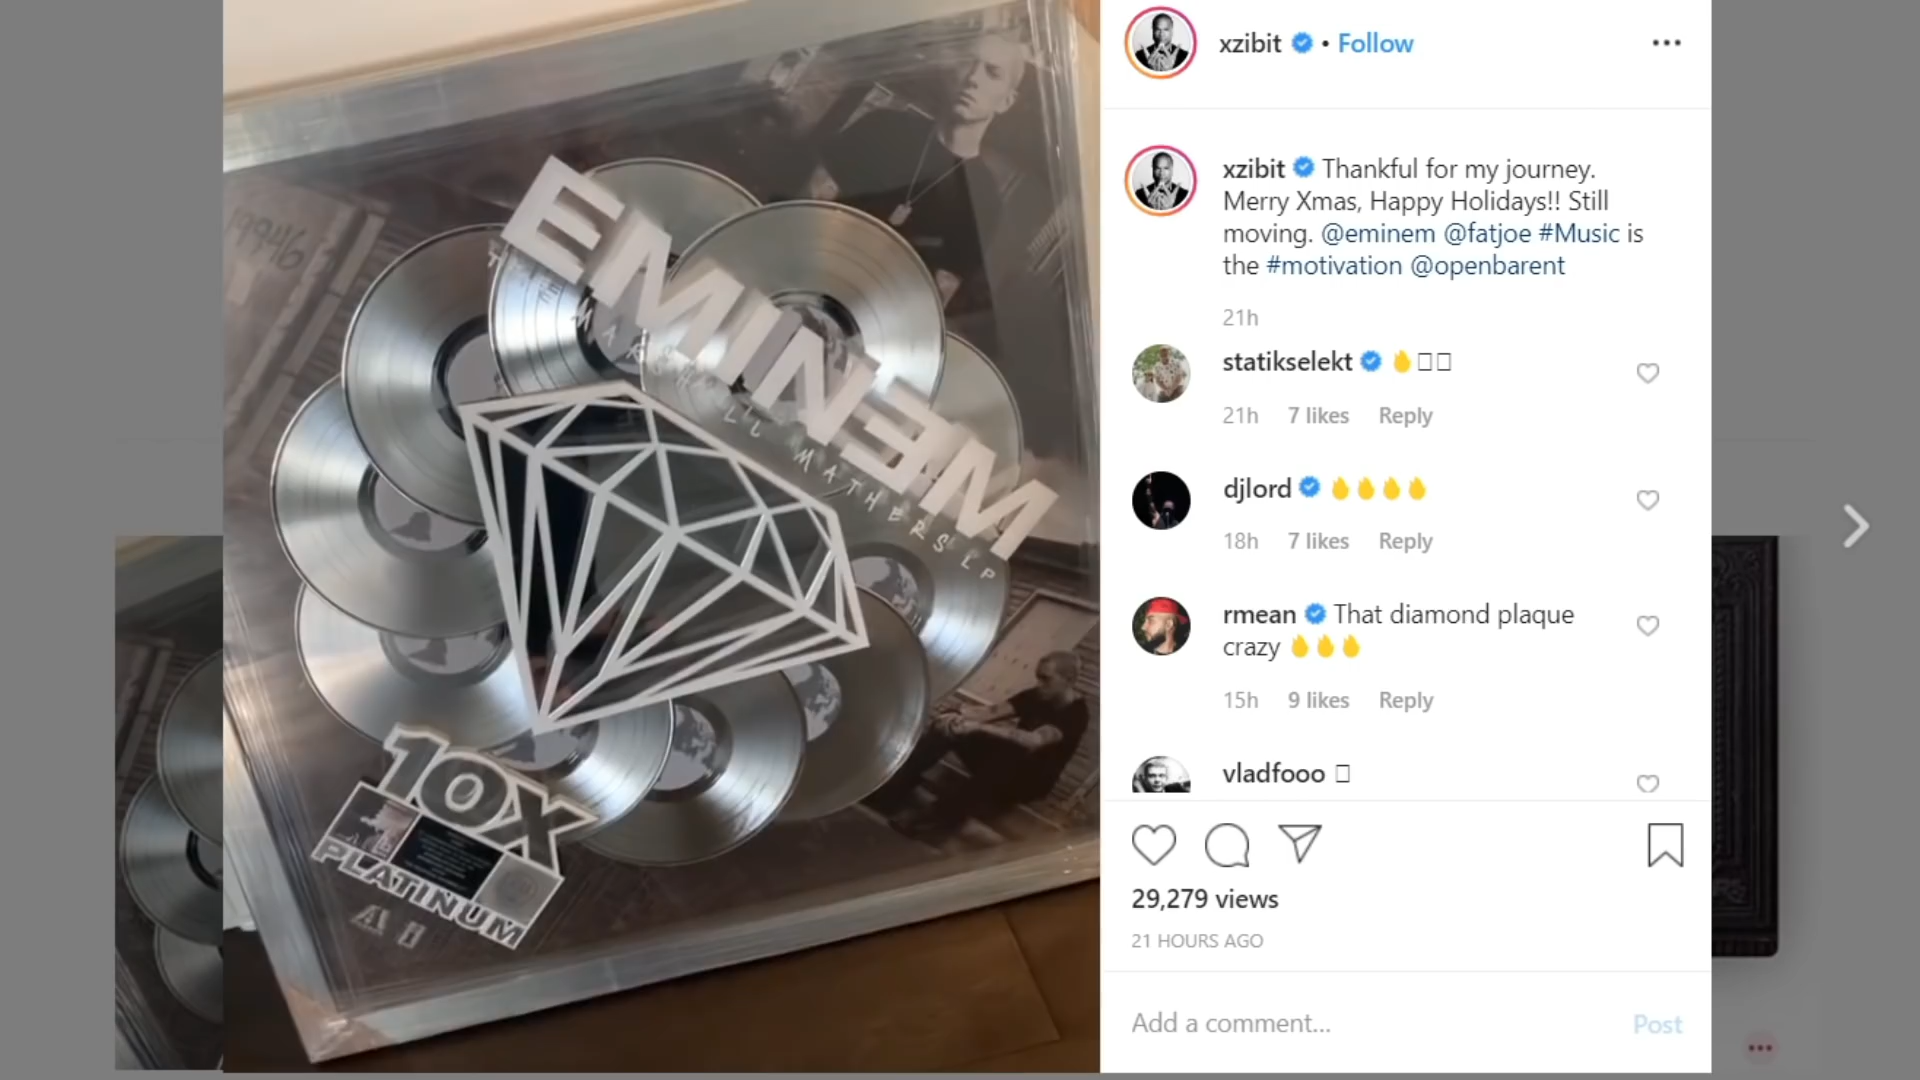 EMINEM
MARSHALL MATHERS LP
10X
PLATINUM
xzibit • Follow
xzibit Thankful for my journey.
Merry Xmas, Happy Holidays!! Still
moving. @eminem @fatjoe #Music is
the #motivation @openbarent
21h
statikselekt
21h 7 likes Reply
djlord
18h 7 likes Reply
rmean That diamond plaque
crazy
15h 9 likes Reply
vladfooo
29,279 views
21 HOURS AGO
Add a comment... Post